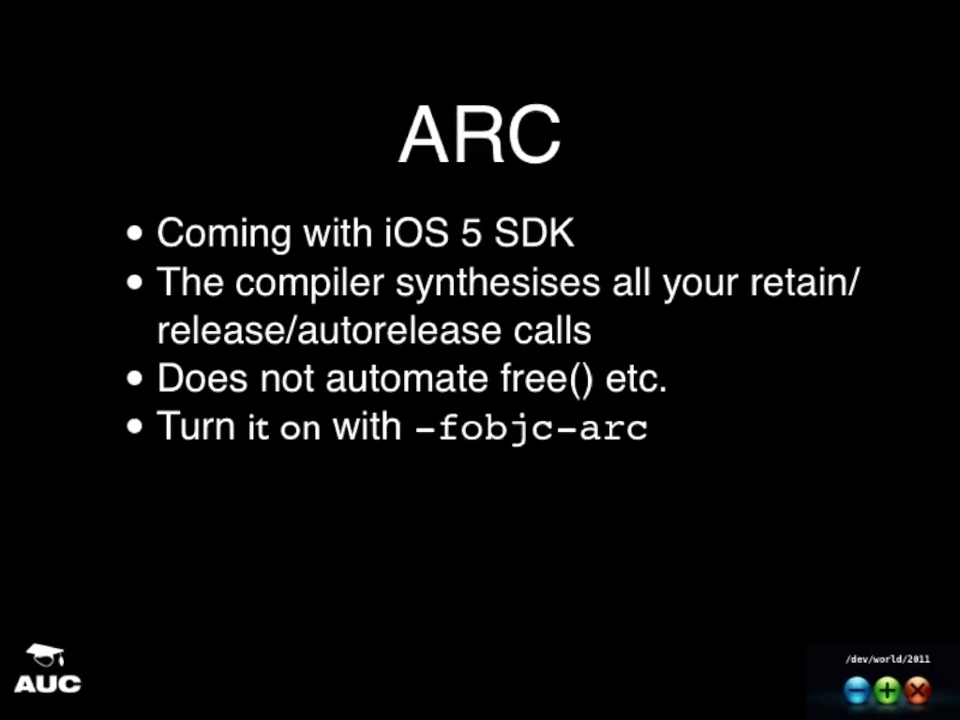 ARC
• Coming with iOS 5 SDK
• The compiler synthesises all your retain/
release/autorelease calls
• Does not automate free() etc.
• Turn it on with -fobjc-arc
AUC
/dev/world/2011